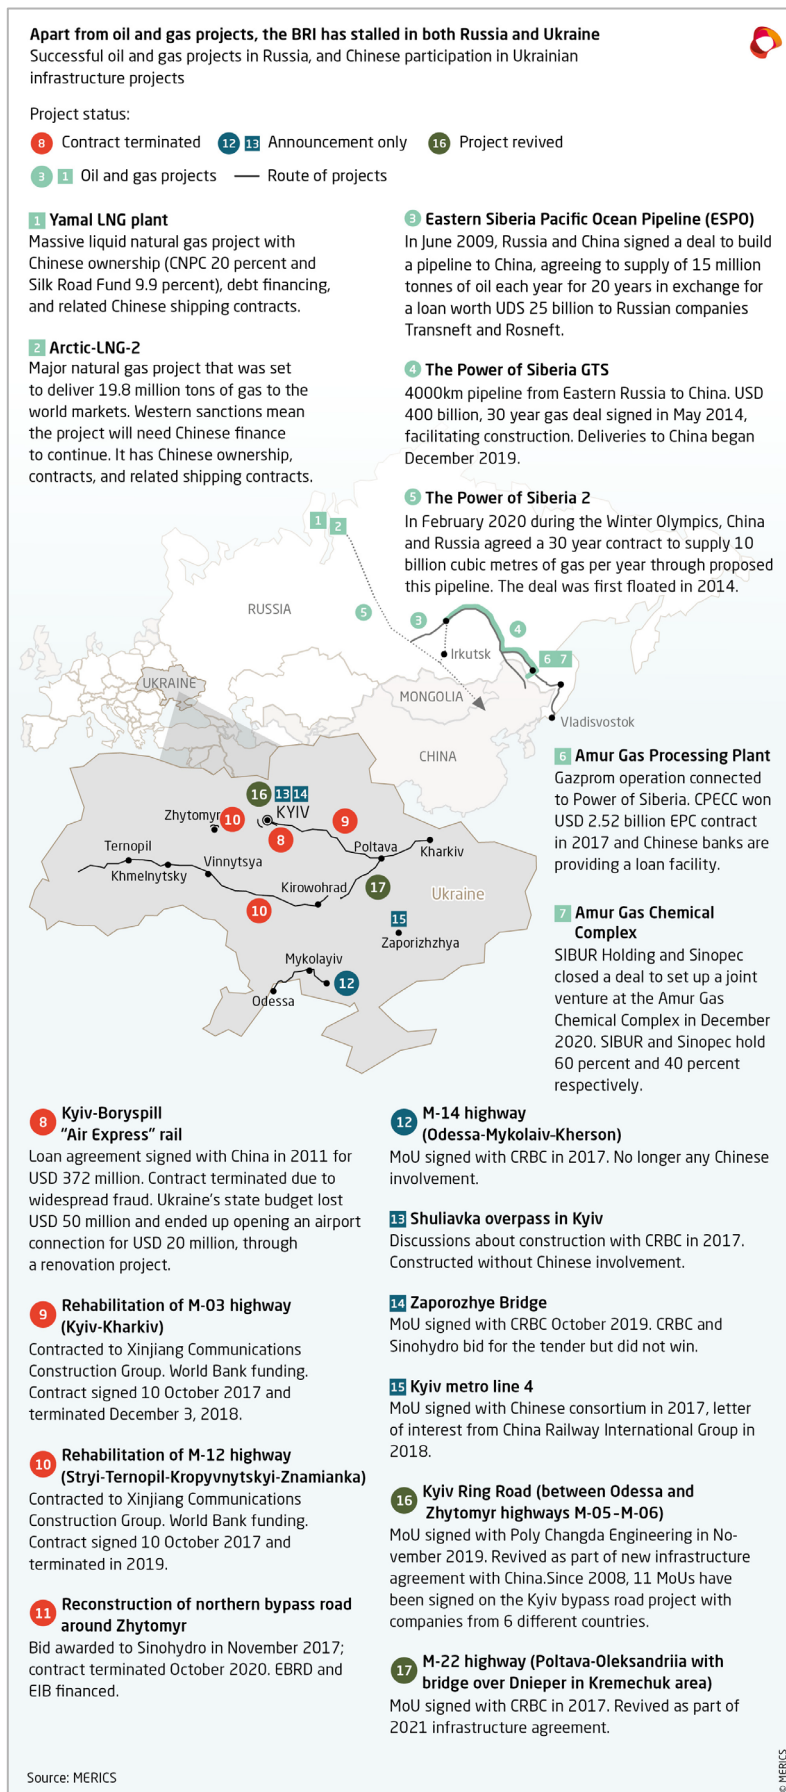 Apart from oil and gas projects, the BRI has stalled in both Russia and Ukraine
Successful oil and gas projects in Russia, and Chinese participation in Ukrainian
infrastructure projects
Project status:
8 Contract terminated 12 13 Announcement only 16 Project revived
3 1 Oil and gas projects Route of projects
1 Yamal LNG plant
Massive liquid natural gas project with
Chinese ownership (CNPC 20 percent and
Silk Road Fund 9.9 percent), debt financing,
and related Chinese shipping contracts.
2 Arctic-LNG-2
Major natural gas project that was set
to deliver 19.8 million tons of gas to the
world markets. Western sanctions mean
the project will need Chinese finance
to continue. It has Chinese ownership,
contracts, and related shipping contracts.
3 Eastern Siberia Pacific Ocean Pipeline (ESPO)
In June 2009, Russia and China signed a deal to build
a pipeline to China, agreeing to supply of 15 million
tonnes of oil each year for 20 years in exchange for
a loan worth UDS 25 billion to Russian companies
Transneft and Rosneft.
4 The Power of Siberia GTS
4000km pipeline from Eastern Russia to China. USD
400 billion, 30 year gas deal signed in May 2014,
facilitating construction. Deliveries to China began
December 2019.
5 The Power of Siberia 2
In February 2020 during the Winter Olympics, China
and Russia agreed a 30 year contract to supply 10
billion cubic metres of gas per year through proposed
this pipeline. The deal was first floated in 2014.
1
2
RUSSIA
5
3
4
Irkutsk
6 7
UKRAINE
MONGOLIA
Vladisvostok
CHINA
6 Amur Gas Processing Plant
Gazprom operation connected
to Power of Siberia. CPECC won
USD 2.52 billion EPC contract
in 2017 and Chinese banks are
providing a loan facility.
7 Amur Gas Chemical
Complex
SIBUR Holding and Sinopec
closed a deal to set up a joint
venture at the Amur Gas
Chemical Complex in December
2020. SIBUR and Sinopec hold
60 percent and 40 percent
respectively.
16 13 14
Zhytomyr 10 KYIV 9
8
Ternopil
Poltava
Kharkiv
Khmelnytsky
Vinnytsya
Kirowohrad
17
Ukraine
10
15
Zaporizhzhya
Mykolayiv
12
Odessa
8 Kyiv-Boryspill
“Air Express” rail
Loan agreement signed with China in 2011 for
USD 372 million. Contract terminated due to
widespread fraud. Ukraine's state budget lost
USD 50 million and ended up opening an airport
connection for USD 20 million, through
a renovation project.
9 Rehabilitation of M-03 highway
(Kyiv-Kharkiv)
Contracted to Xinjiang Communications
Construction Group. World Bank funding.
Contract signed 10 October 2017 and
terminated December 3, 2018.
10 Rehabilitation of M-12 highway
(Stryi-Ternopil-Kropyvnytskyi-Znamianka)
Contracted to Xinjiang Communications
Construction Group. World Bank funding.
Contract signed 10 October 2017 and
terminated in 2019.
11 Reconstruction of northern bypass road
around Zhytomyr
Bid awarded to Sinohydro in November 2017;
contract terminated October 2020. EBRD and
EIB financed.
12 M-14 highway
(Odessa-Mykolaiv-Kherson)
MoU signed with CRBC in 2017. No longer any Chinese
involvement.
13 Shuliavka overpass in Kyiv
Discussions about construction with CRBC in 2017.
Constructed without Chinese involvement.
14 Zaporozhye Bridge
MoU signed with CRBC October 2019. CRBC and
Sinohydro bid for the tender but did not win.
15 Kyiv metro line 4
MoU signed with Chinese consortium in 2017, letter
of interest from China Railway International Group in
2018.
16 Kyiv Ring Road (between Odessa and
Zhytomyr highways M-05–M-06)
MoU signed with Poly Changda Engineering in No-
vember 2019. Revived as part of new infrastructure
agreement with China.Since 2008, 11 MoUs have
been signed on the Kyiv bypass road project with
companies from 6 different countries.
17 M-22 highway (Poltava-Oleksandriia with
bridge over Dnieper in Kremechuk area)
MoU signed with CRBC in 2017. Revived as part of
2021 infrastructure agreement.
Source: MERICS
© MERICS